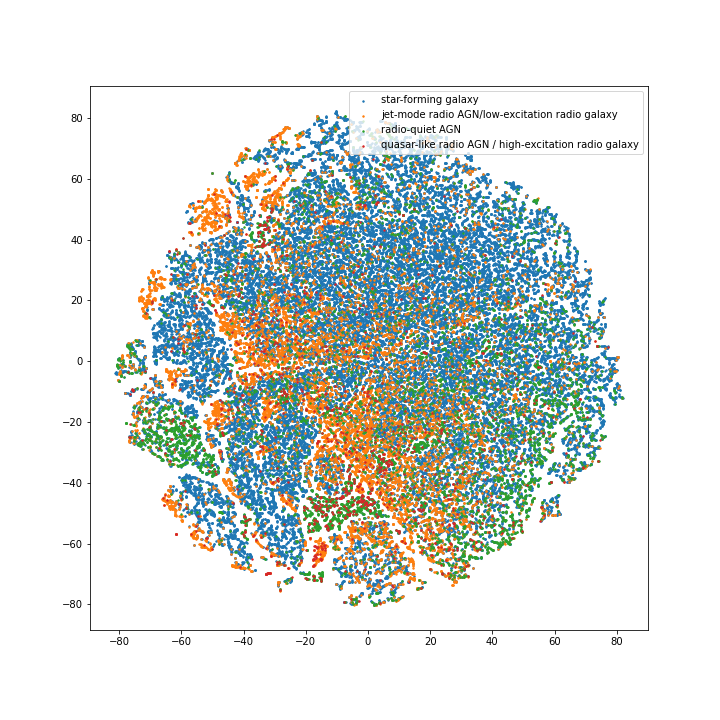 star-forming galaxy
jet-mode radio AGN/low-excitation radio galaxy
radio-quiet AGN
quasar-like radio AGN / high-excitation radio galaxy
80
60
40
20
0
−20
−40
−60
−80
−80 −60 −40 −20 0 20 40 60 80